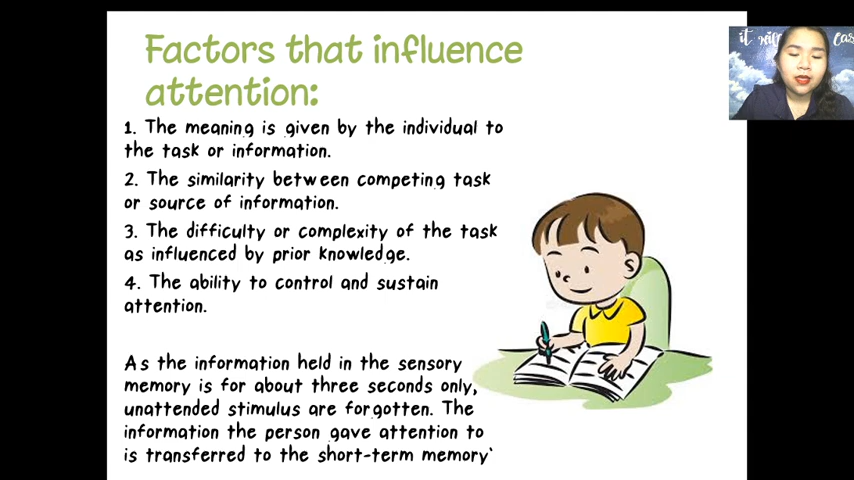 Factors that influence
attention:
1. The meaning is given by the individual to
the task or information.
2. The similarity between competing task
or source of information.
3. The difficulty or complexity of the task
as influenced by prior knowledge.
4. The ability to control and sustain
attention.
As the information held in the sensory
memory is for about three seconds only,
unattended stimulus are forgotten. The
information the person gave attention to
is transferred to the short-term memory`
it will